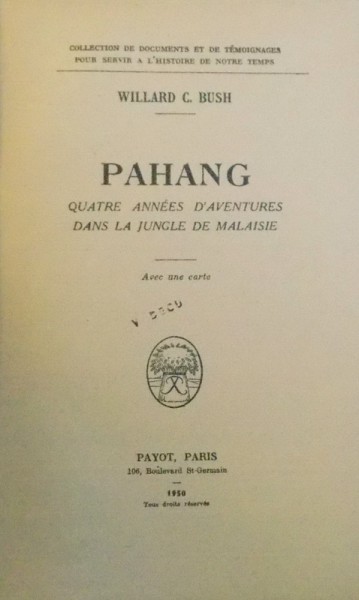 COLLECTION DE DOCUMENTS ET DE TÉMOIGNAGES
POUR SERVIR A L'HISTOIRE DE NOTRE TEMPS
WILLARD C. BUSH
PAHANG
QUATRE ANNÉES D'AVENTURES
DANS LA JUNGLE DE MALAISIE
Avec une carte
PAYOT, PARIS
106, Boulevard St-Germain
1950
Tous droits réservés